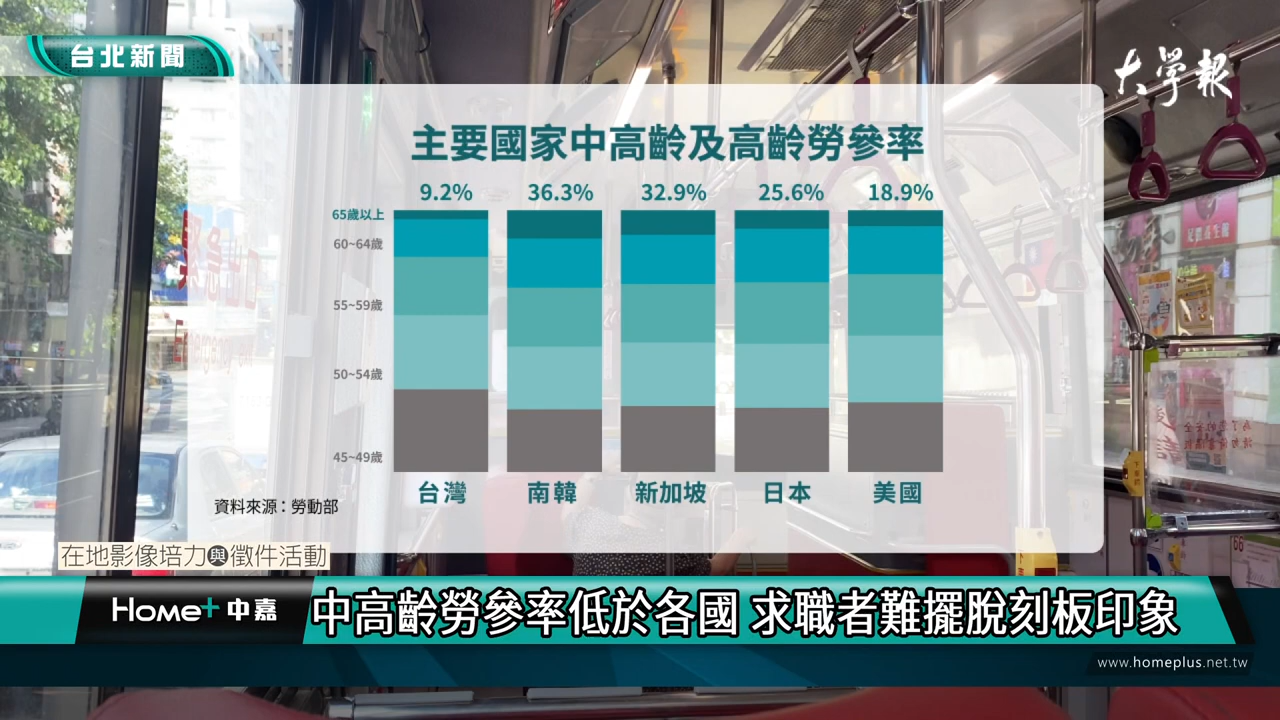 台北新聞
大學報
主要國家中高齡及高齡勞參率
9.2% 36.3% 32.9% 25.6% 18.9%
65歲以上
60~64歲
55~59歲
50~54歲
45~49歲
台灣 南韓 新加坡 日本 美國
資料來源：勞動部
在地影像培力與徵件活動
Home+ 中嘉
中高齡勞參率低於各國 求職者難擺脫刻板印象
www.homeplus.net.tw
66